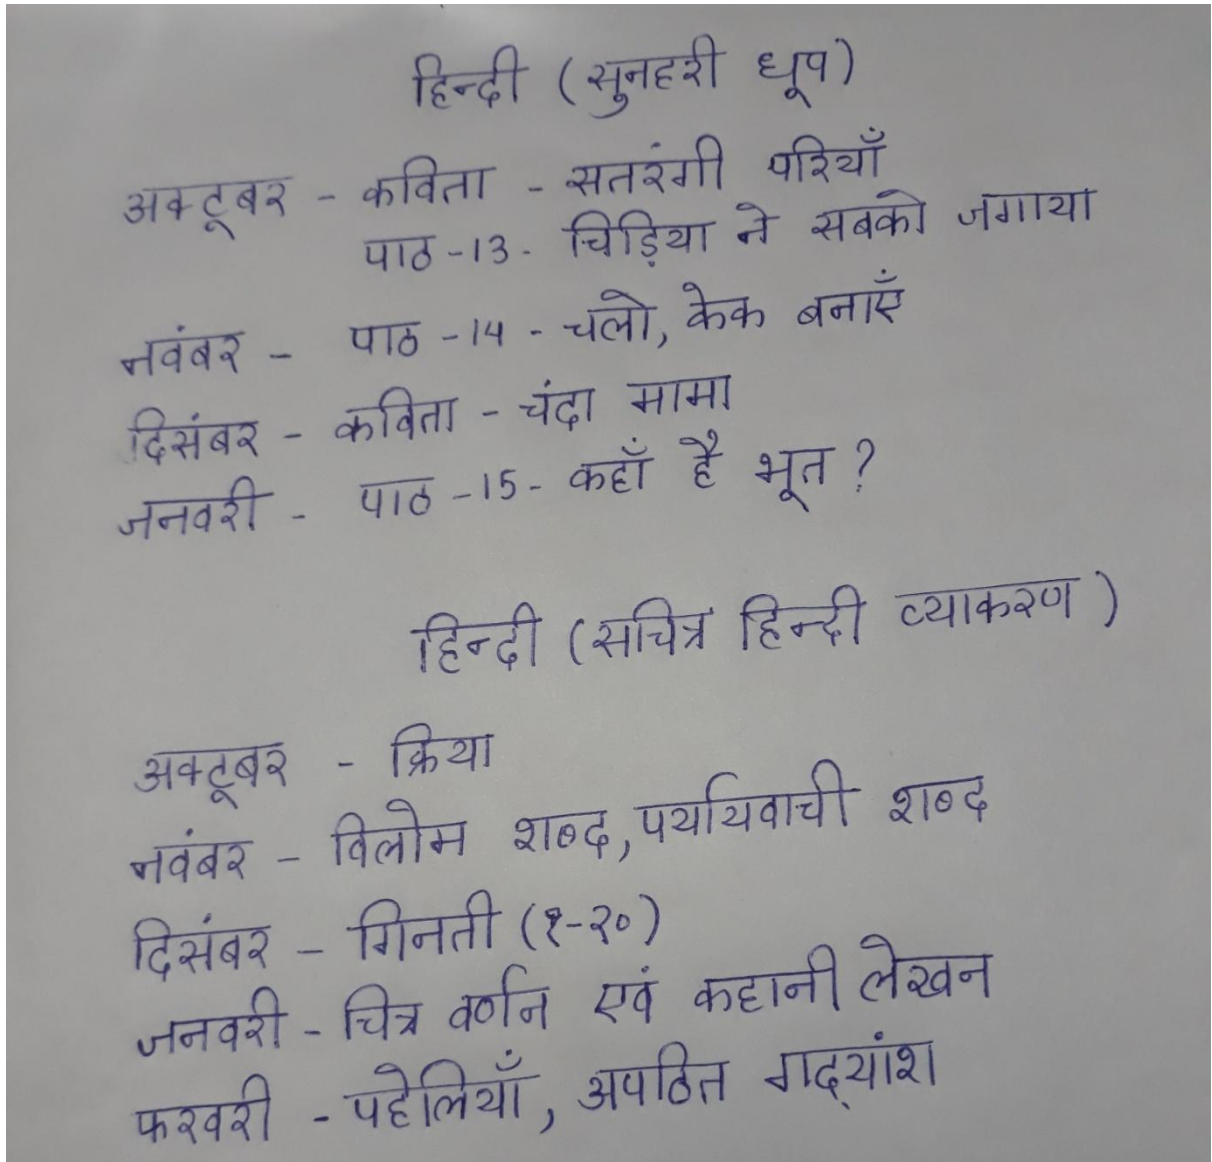 हिन्दी (सुनहरी धूप)
अक्टूबर - कविता - सतरंगी परियाँ
पाठ -13- चिड़िया ने सबको जगाया
नवंबर - पाठ -14 - चलो, केक बनाएँ
दिसंबर - कविता - चंदा मामा
जनवरी - पाठ -15- कहाँ है भूत ?
हिन्दी (सचित्र हिन्दी व्याकरण)
अक्टूबर - क्रिया
नवंबर - विलोम शब्द, पर्यायवाची शब्द
दिसंबर - गिनती (१-२०)
जनवरी - चित्र वर्णन एवं कहानी लेखन
फरवरी - पहेलियाँ, अपठित गद्‌यांश